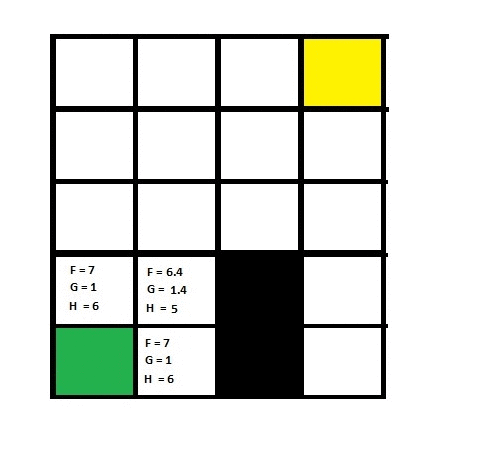 F = 7
G = 1
H = 6
F = 6.4
G = 1.4
H = 5
F = 7
G = 1
H = 6